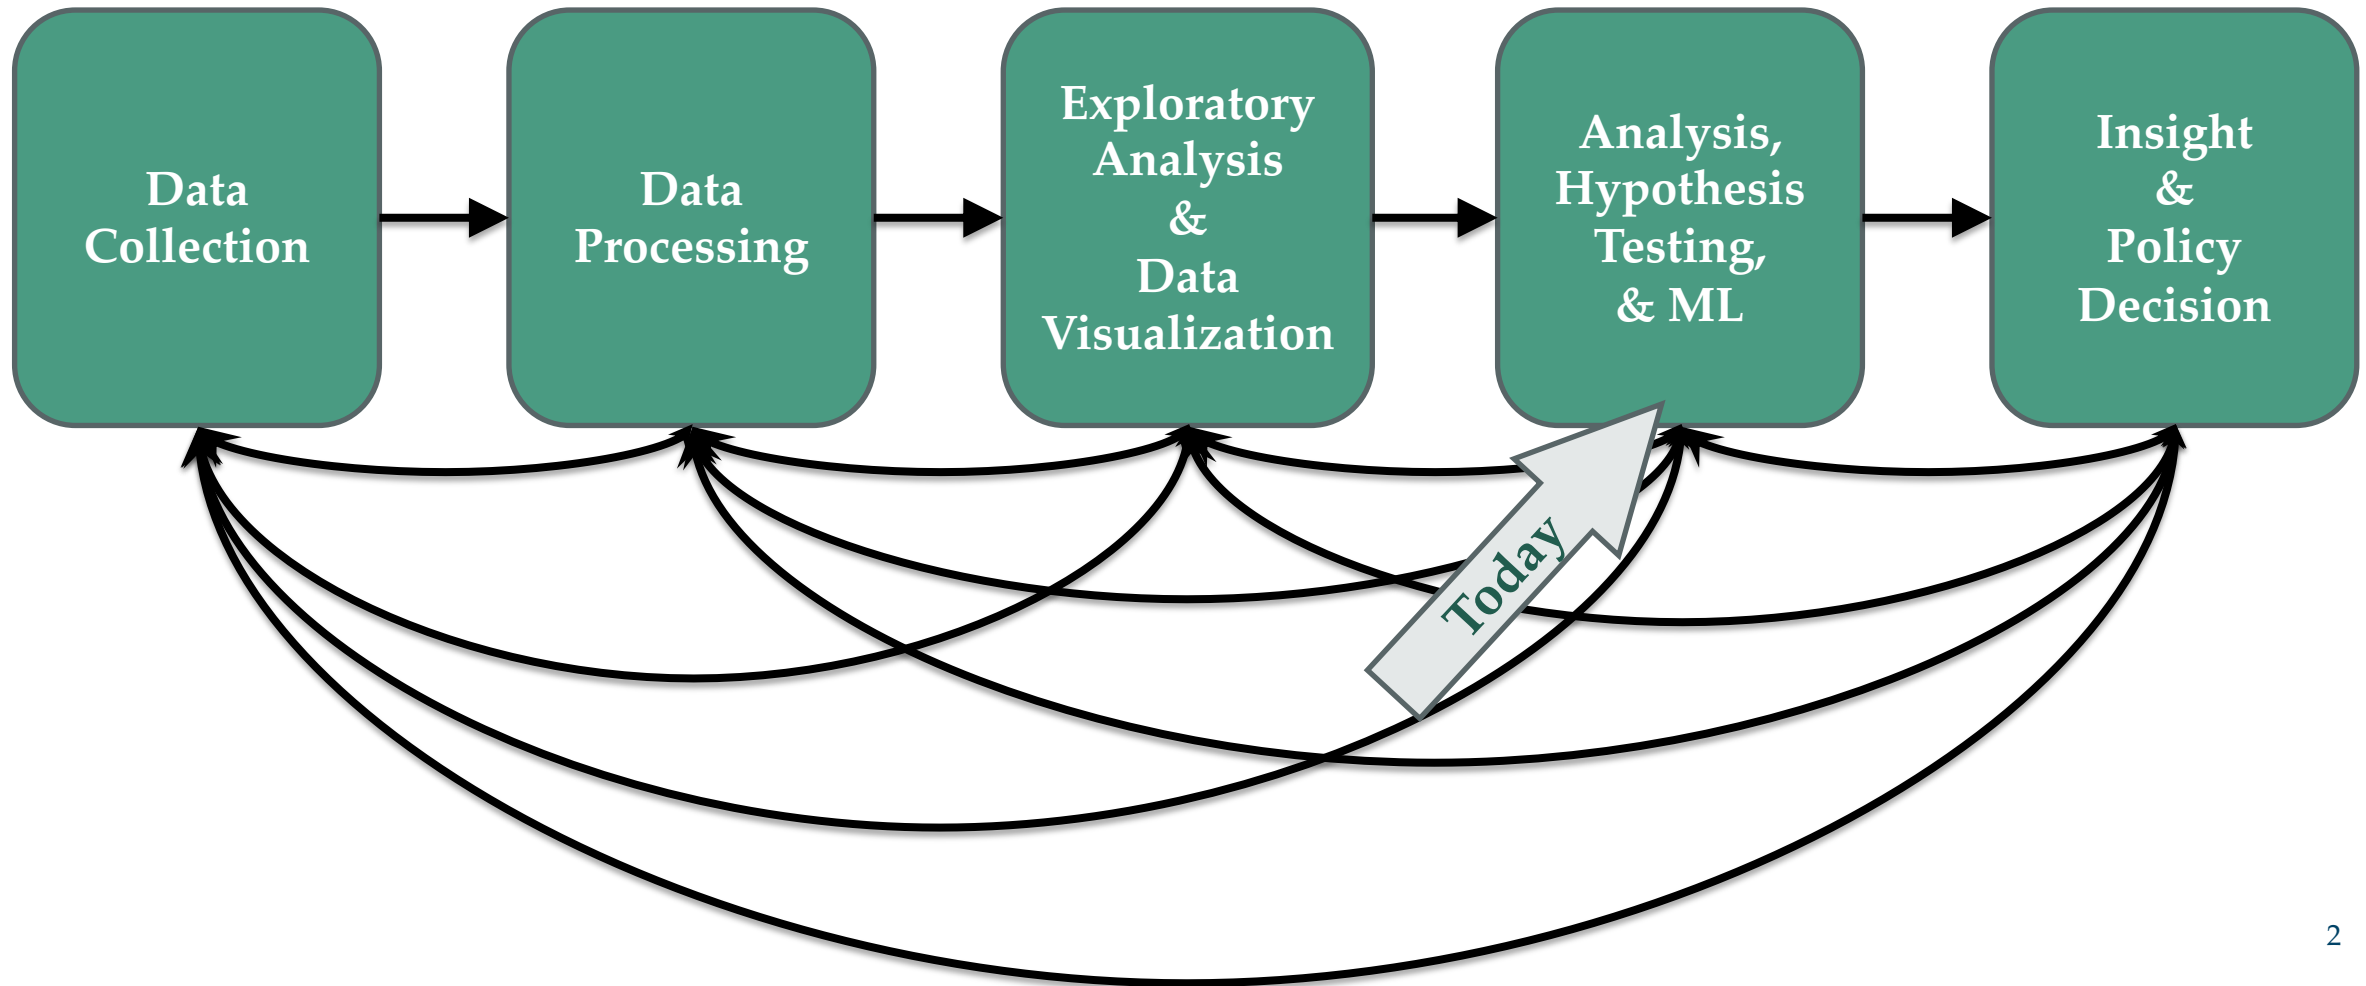 Data
Collection
Data
Processing
Exploratory
Analysis
&
Data
Visualization
Analysis,
Hypothesis
Testing,
& ML
Insight
&
Policy
Decision
Today
2